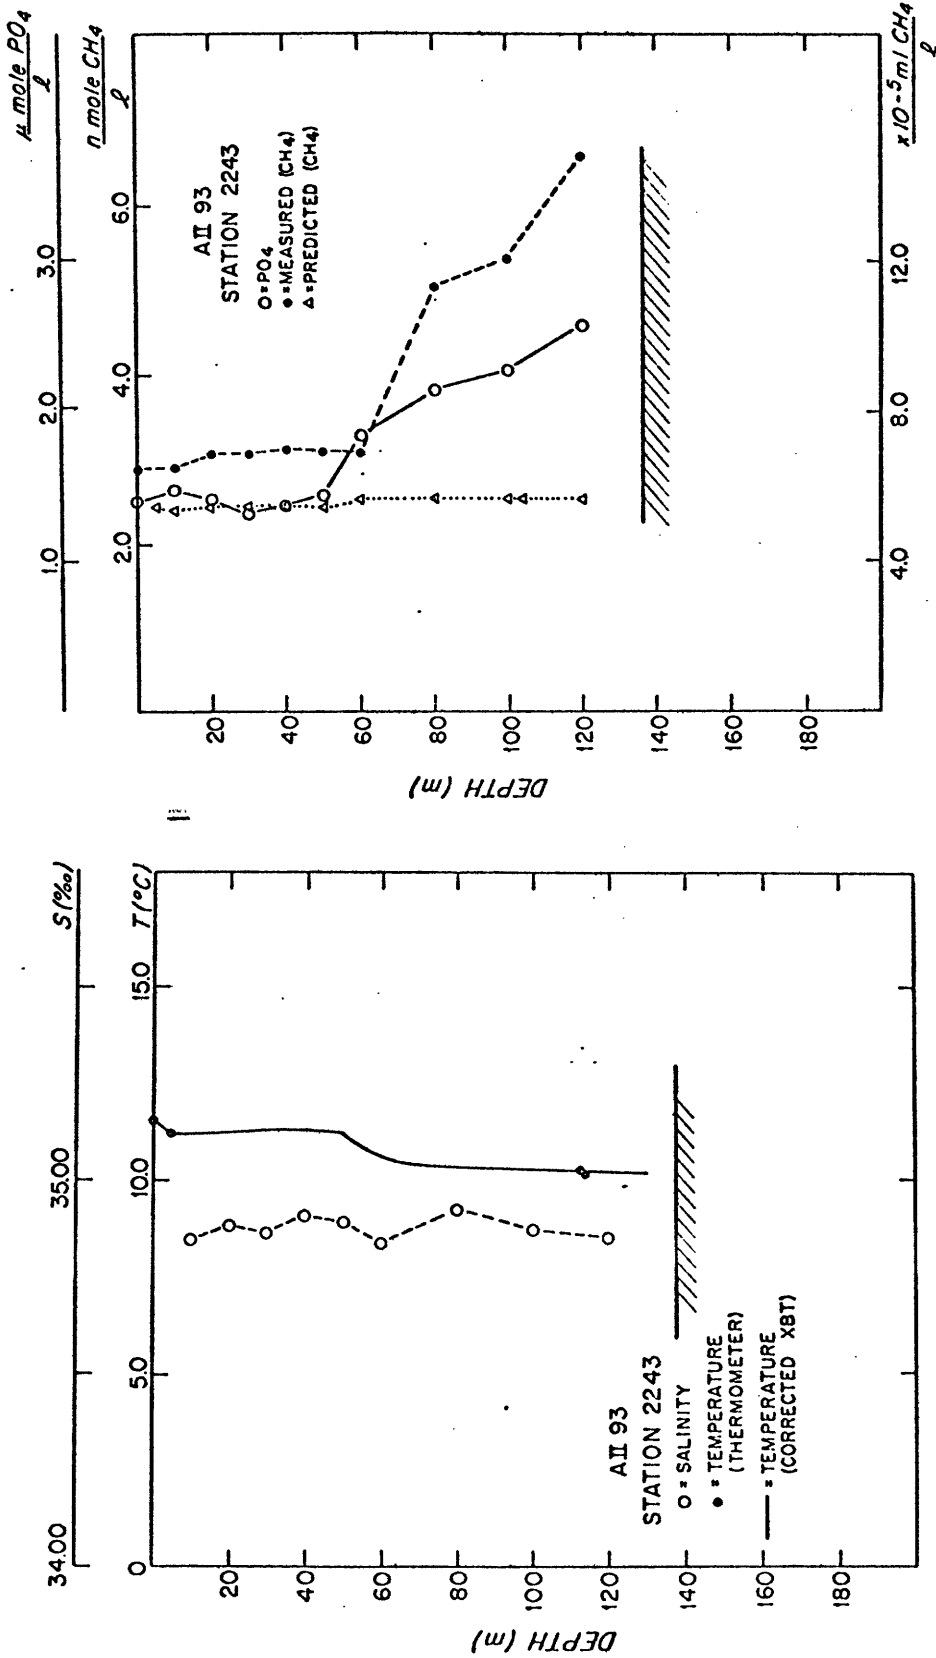 S(‰)
34.00
35.00
T(°C)
0
5.0
10.0
15.0
20
40
60
80
100
120
140
160
180
DEPTH (m)
AII 93
STATION 2243
O = SALINITY
● = TEMPERATURE
(THERMOMETER)
— = TEMPERATURE
(CORRECTED XBT)
μ mole PO4
l
1.0
2.0
3.0
n mole CH4
l
2.0
4.0
6.0
20
40
60
80
100
120
140
160
180
DEPTH (m)
AII 93
STATION 2243
O = PO4
● = MEASURED (CH4)
△ = PREDICTED (CH4)
4.0
8.0
12.0
x10-5 ml CH4
l